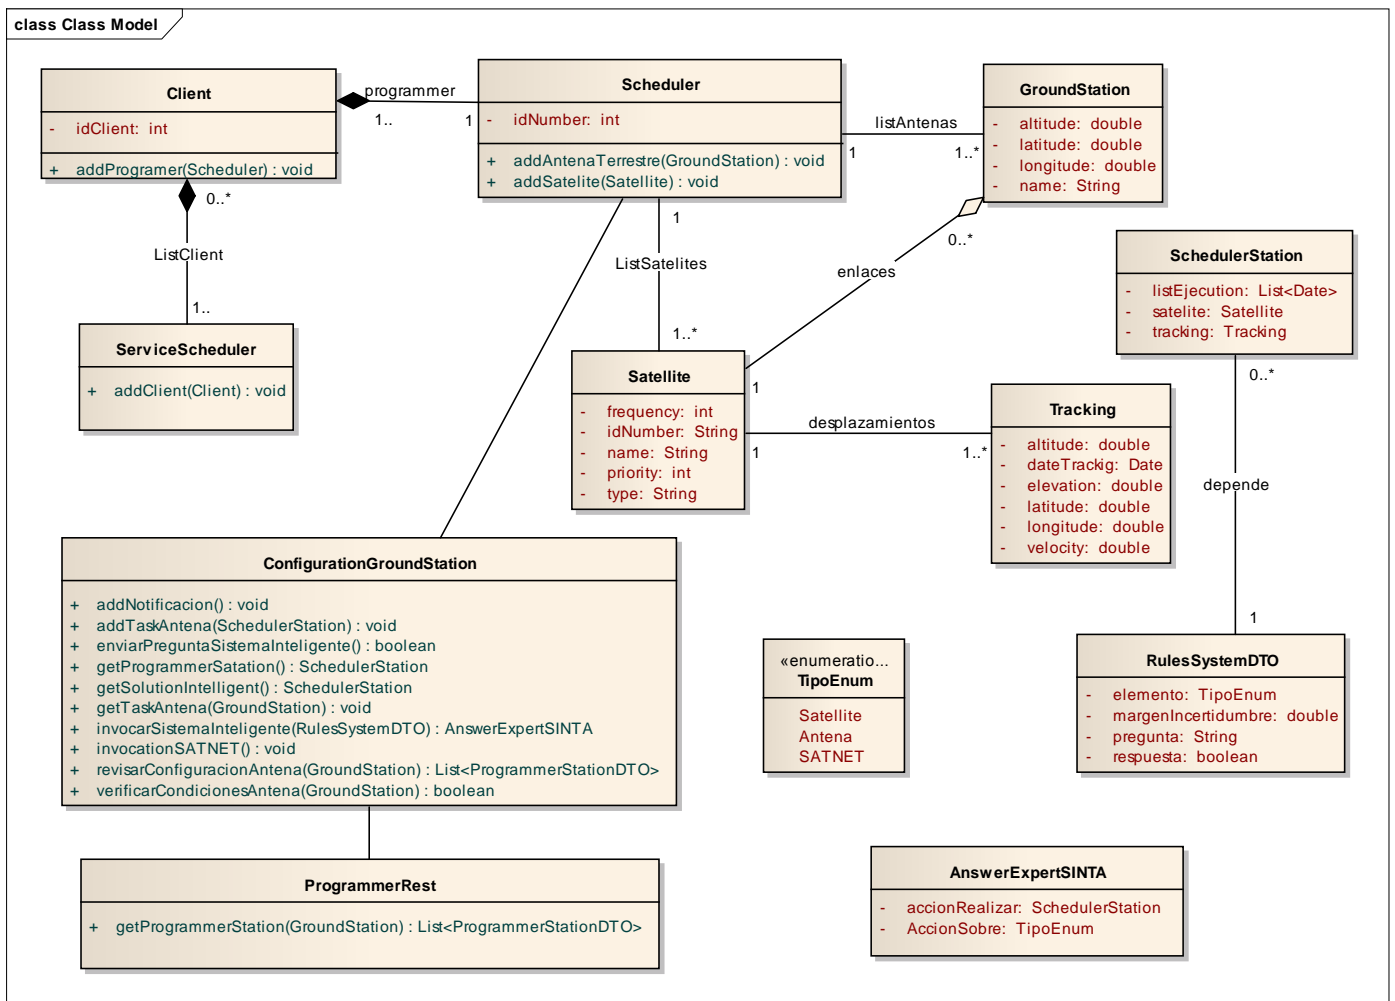 class Class Model
Client
- idClient: int
+ addProgramer(Scheduler) : void
programmer
1..
1
Scheduler
- idNumber: int
+ addAntenaTerrestre(GroundStation) : void
+ addSatelite(Satellite) : void
listAntenas
1
1..*
GroundStation
- altitude: double
- latitude: double
- longitude: double
- name: String
0..*
ListClient
1..
ServiceScheduler
+ addClient(Client) : void
1
ListSatelites
1..*
enlaces
0..*
1
Satellite
- frequency: int
- idNumber: String
- name: String
- priority: int
- type: String
desplazamientos
1
1..*
Tracking
- altitude: double
- dateTrackig: Date
- elevation: double
- latitude: double
- longitude: double
- velocity: double
SchedulerStation
- listEjecution: List<Date>
- satelite: Satellite
- tracking: Tracking
0..*
depende
1
RulesSystemDTO
- elemento: TipoEnum
- margenIncertidumbre: double
- pregunta: String
- respuesta: boolean
ConfigurationGroundStation
+ addNotificacion() : void
+ addTaskAntena(SchedulerStation) : void
+ enviarPreguntaSistemaInteligente() : boolean
+ getProgrammerSatation() : SchedulerStation
+ getSolutionIntelligent() : SchedulerStation
+ getTaskAntena(GroundStation) : void
+ invocarSistemaInteligente(RulesSystemDTO) : AnswerExpertSINTA
+ invocationSATNET() : void
+ revisarConfiguracionAntena(GroundStation) : List<ProgrammerStationDTO>
+ verificarCondicionesAntena(GroundStation) : boolean
«enumeratio...
TipoEnum
Satellite
Antena
SATNET
ProgrammerRest
+ getProgrammerStation(GroundStation) : List<ProgrammerStationDTO>
AnswerExpertSINTA
- accionRealizar: SchedulerStation
- AccionSobre: TipoEnum